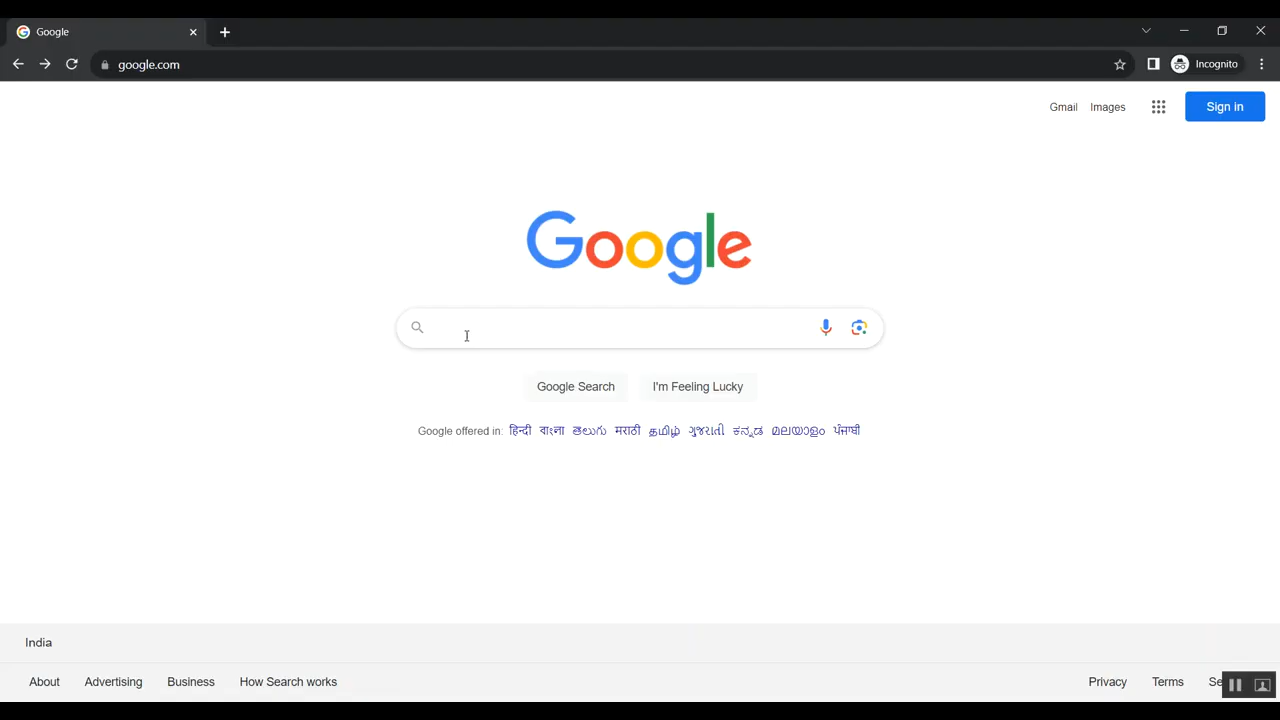 Google
google.com
Incognito
Gmail Images Sign in
Google
Google Search I'm Feeling Lucky
Google offered in: हिन्दी বাংলা తెలుగు मराठी தமிழ் ગુજરાતી ಕನ್ನಡ മലയാളം ਪੰਜਾਬੀ
India
About Advertising Business How Search works Privacy Terms Se